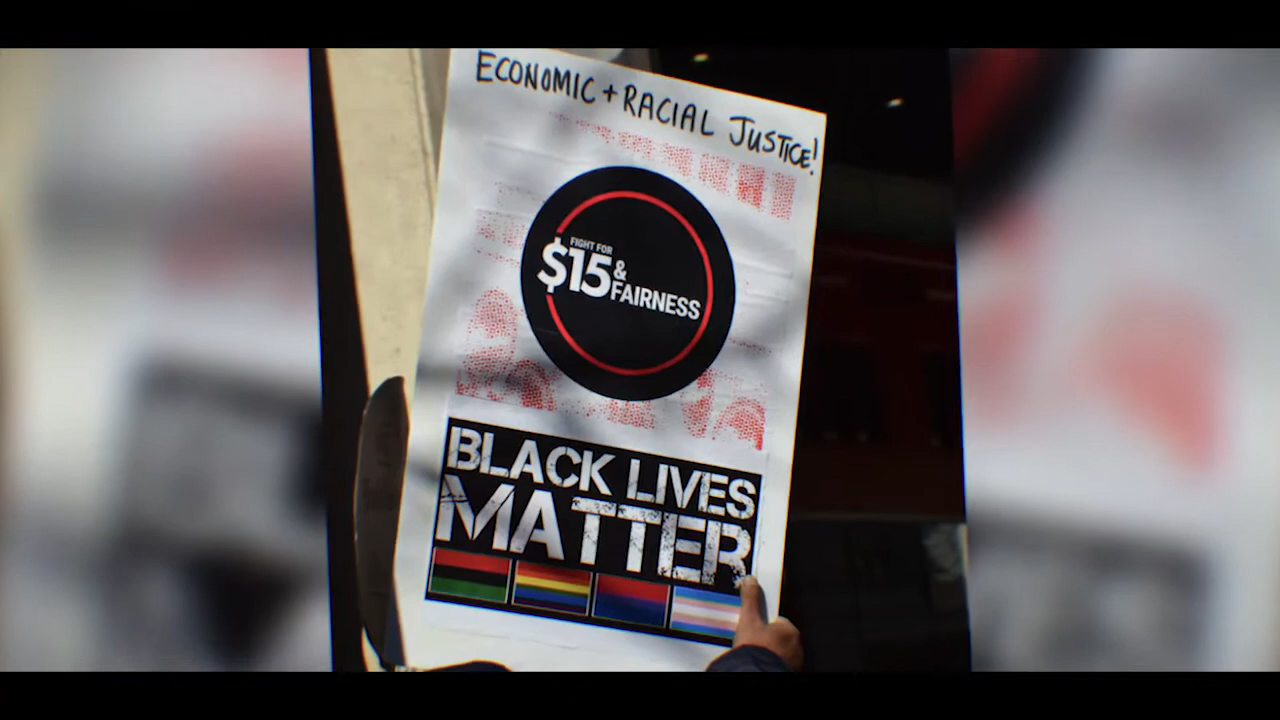 ECONOMIC + RACIAL JUSTICE!
FIGHT FOR
$15 &
FAIRNESS
BLACK LIVES
MATTER